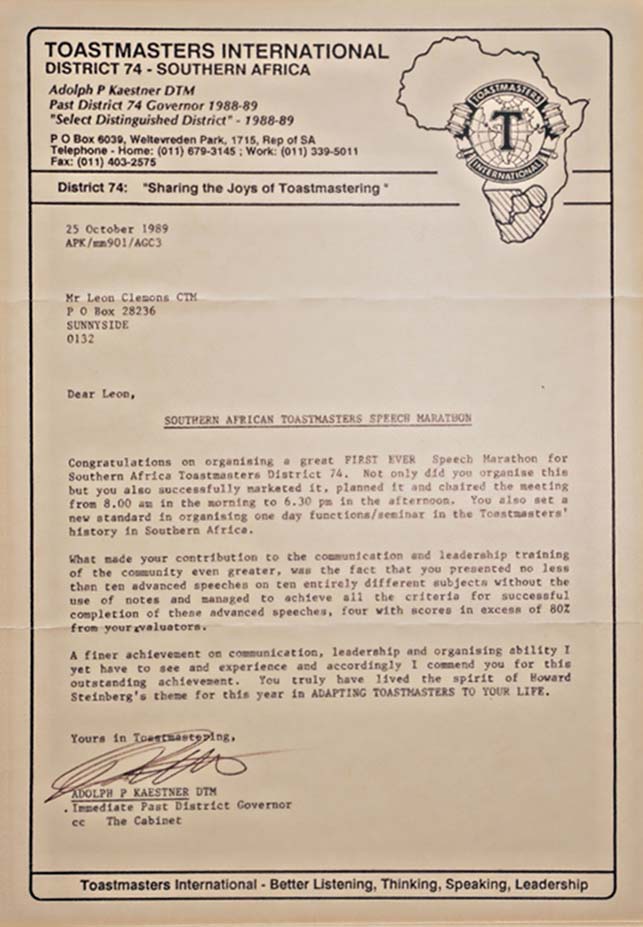 TOASTMASTERS INTERNATIONAL
DISTRICT 74 - SOUTHERN AFRICA
Adolph P Kaestner DTM
Past District 74 Governor 1988-89
"Select Distinguished District" - 1988-89
P O Box 6039, Weltevreden Park, 1715, Rep of SA
Telephone - Home: (011) 679-3145 ; Work: (011) 339-5011
Fax: (011) 403-2575
TOASTMASTERS
T
INTERNATIONAL
District 74: "Sharing the Joys of Toastmastering "
25 October 1989
APK/mm901/AGC3
Mr Leon Clemons CTM
P O Box 28236
SUNNYSIDE
0132
Dear Leon,
SOUTHERN AFRICAN TOASTMASTERS SPEECH MARATHON
Congratulations on organising a great FIRST EVER Speech Marathon for
Southern Africa Toastmasters District 74. Not only did you organise this
but you also successfully marketed it, planned it and chaired the meeting
from 8.00 am in the morning to 6.30 pm in the afternoon. You also set a
new standard in organising one day functions/seminar in the Toastmasters'
history in Southern Africa.
What made your contribution to the communication and leadership training
of the community even greater, was the fact that you presented no less
than ten advanced speeches on ten entirely different subjects without the
use of notes and managed to achieve all the criteria for successful
completion of these advanced speeches, four with scores in excess of 80%
from your valuators.
A finer achievement on communication, leadership and organising ability I
yet have to see and experience and accordingly I commend you for this
outstanding achievement. You truly have lived the spirit of Howard
Steinberg's theme for this year in ADAPTING TOASTMASTERS TO YOUR LIFE.
Yours in Toastmastering,
ADOLPH P KAESTNER DTM
Immediate Past District Governor
cc The Cabinet
Toastmasters International - Better Listening, Thinking, Speaking, Leadership